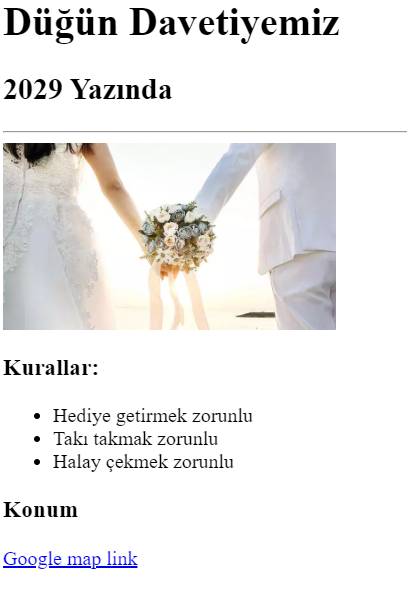 Düğün Davetiyemiz
2029 Yazında
Kurallar:
Hediye getirmek zorunlu
Takı takmak zorunlu
Halay çekmek zorunlu
Konum
Google map link